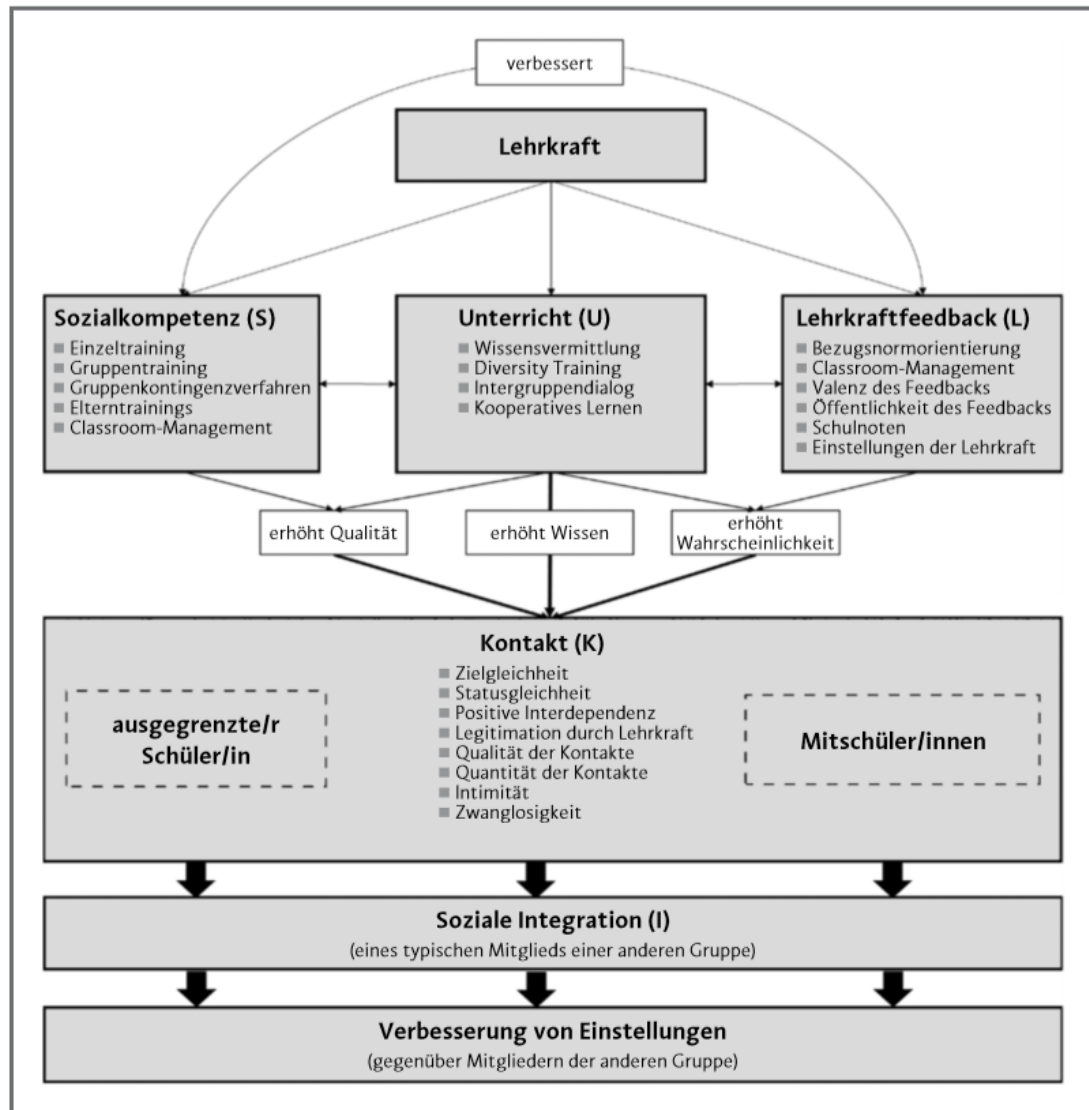 verbessert
Lehrkraft
Sozialkompetenz (S)
Einzeltraining
Gruppentraining
Gruppenkontingenzverfahren
Elterntrainings
Classroom-Management
Unterricht (U)
Wissensvermittlung
Diversity Training
Intergruppendialog
Kooperatives Lernen
Lehrkraftfeedback (L)
Bezugsnormorientierung
Classroom-Management
Valenz des Feedbacks
Öffentlichkeit des Feedbacks
Schulnoten
Einstellungen der Lehrkraft
erhöht Qualität
erhöht Wissen
erhöht
Wahrscheinlichkeit
Kontakt (K)
Zielgleichheit
Statusgleichheit
Positive Interdependenz
Legitimation durch Lehrkraft
Qualität der Kontakte
Quantität der Kontakte
Intimität
Zwanglosigkeit
ausgegrenzte/r
Schüler/in
Mitschüler/innen
Soziale Integration (I)
(eines typischen Mitglieds einer anderen Gruppe)
Verbesserung von Einstellungen
(gegenüber Mitgliedern der anderen Gruppe)